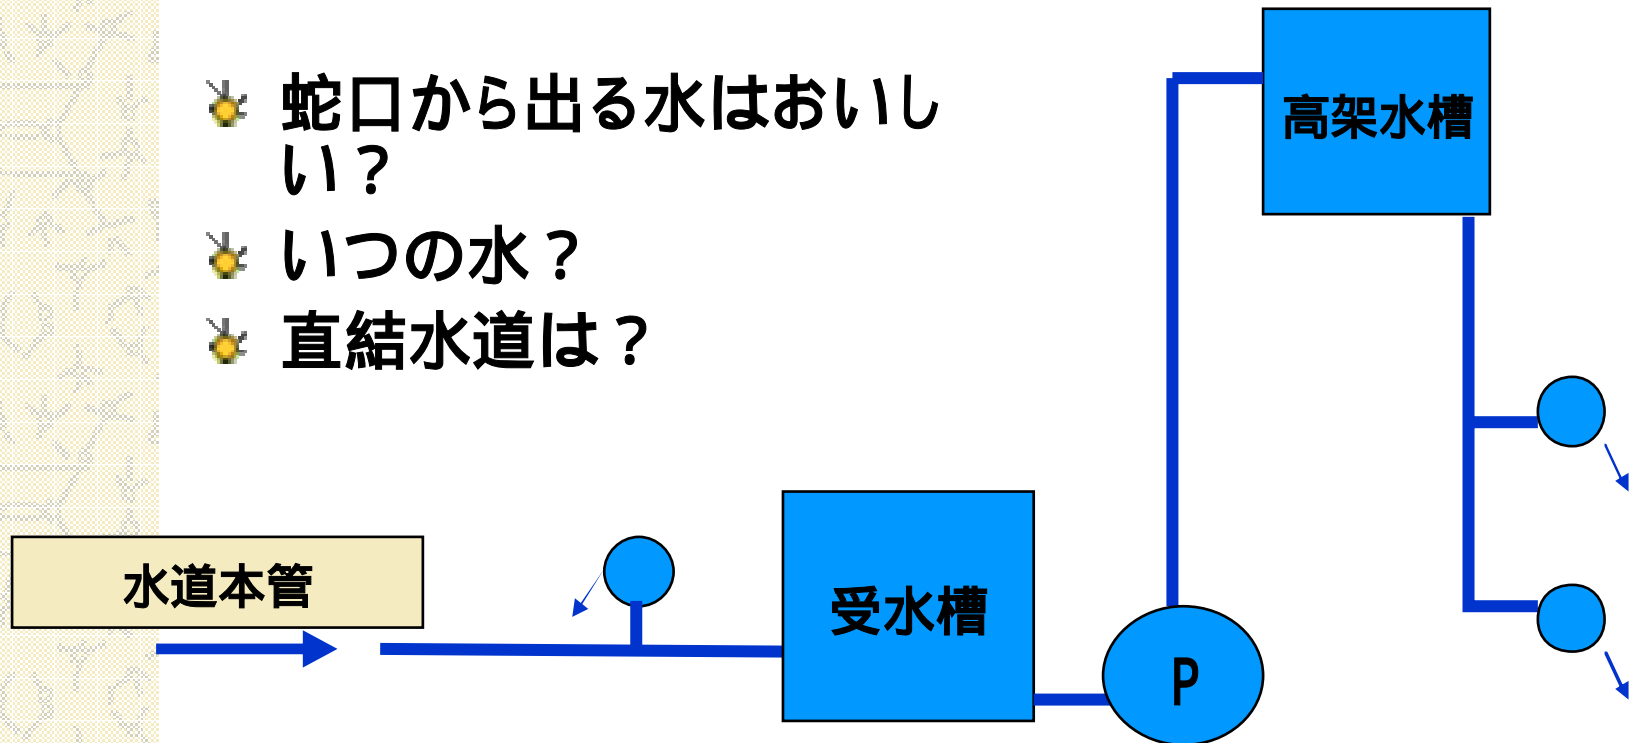 蛇口から出る水はおいし
い？
いつの水？
直結水道は？
高架水槽
水道本管
受水槽
P